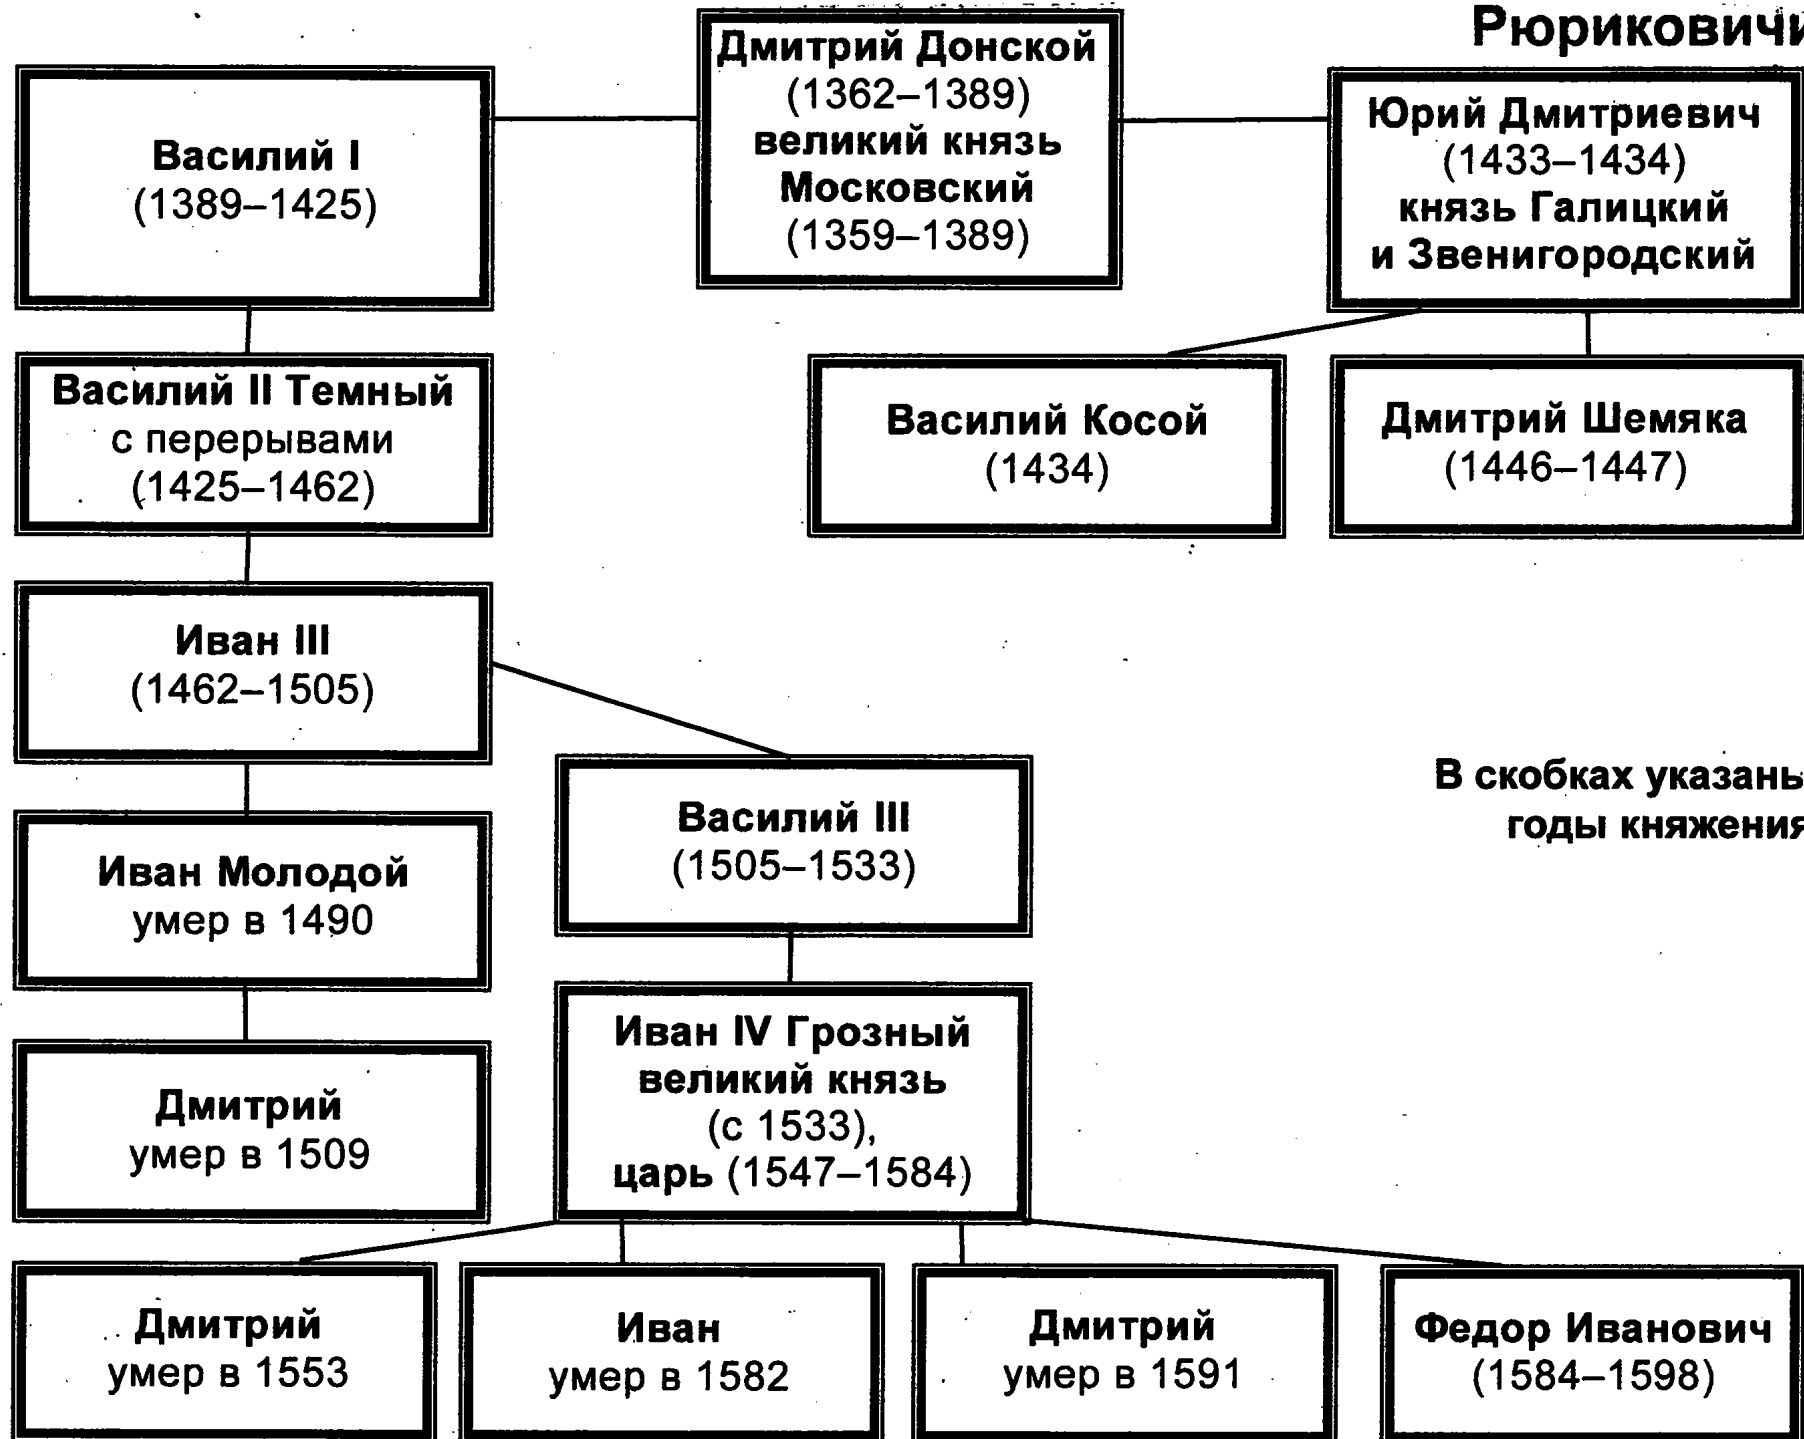 Рюриковичи
Дмитрий Донской
(1362–1389)
великий князь
Московский
(1359–1389)
Василий I
(1389–1425)
Юрий Дмитриевич
(1433–1434)
князь Галицкий
и Звенигородский
Василий II Темный
с перерывами
(1425–1462)
Василий Косой
(1434)
Дмитрий Шемяка
(1446–1447)
Иван III
(1462–1505)
Василий III
(1505–1533)
В скобках указаны
годы княжения
Иван Молодой
умер в 1490
Иван IV Грозный
великий князь
(с 1533),
царь (1547–1584)
Дмитрий
умер в 1509
Дмитрий
умер в 1553
Иван
умер в 1582
Дмитрий
умер в 1591
Федор Иванович
(1584–1598)